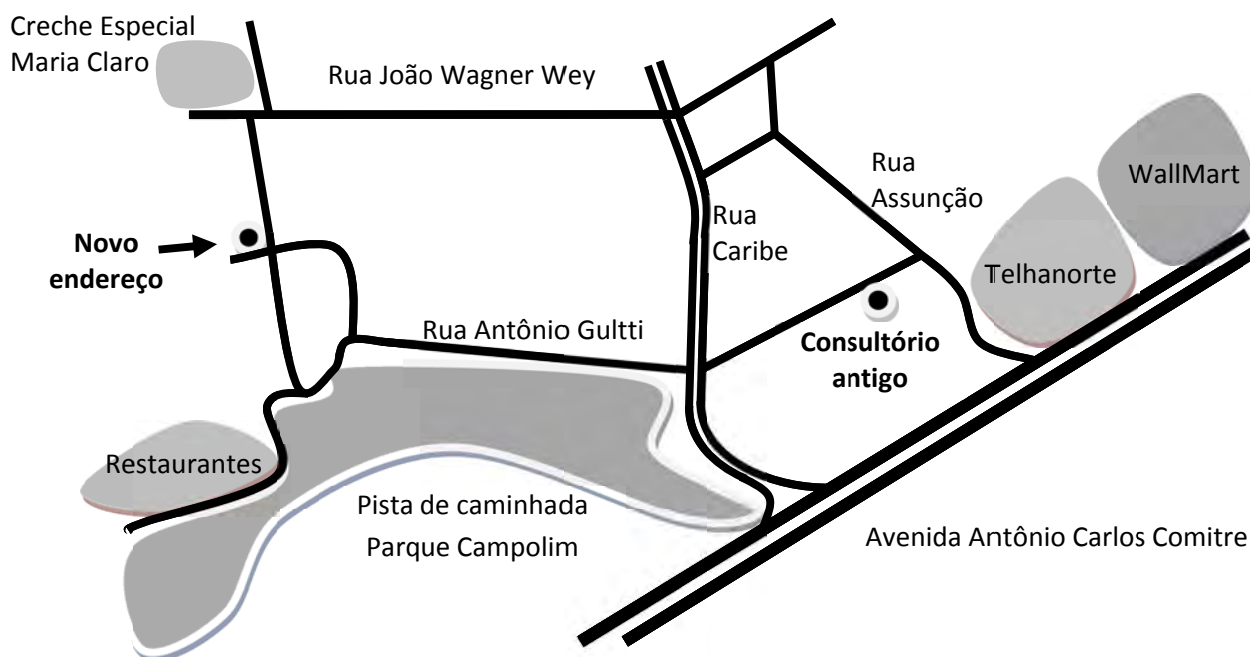 Creche Especial
Maria Claro
Rua João Wagner Wey
WallMart
Rua
Assunção
Rua
Caribe
Novo
endereço
Telhanorte
Rua Antônio Gultti
Consultório
antigo
Restaurantes
Pista de caminhada
Parque Campolim
Avenida Antônio Carlos Comitre